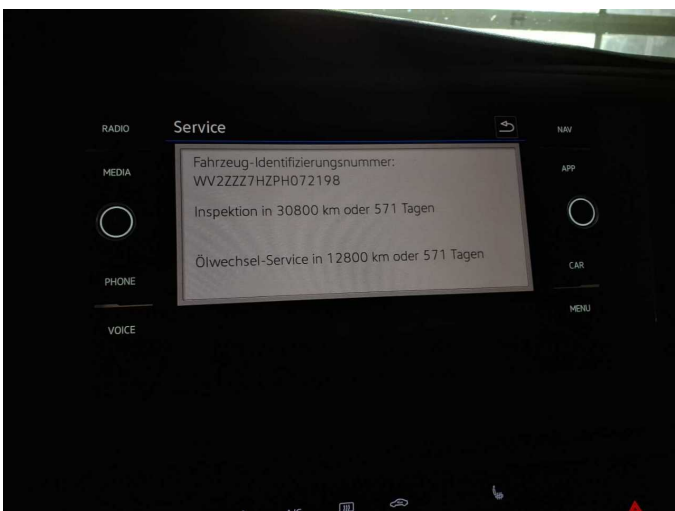 RADIO
Service
NAV
MEDIA
Fahrzeug-Identifizierungsnummer:
WV2ZZZ7HZPH072198
APP
Inspektion in 30800 km oder 571 Tagen
Ölwechsel-Service in 12800 km oder 571 Tagen
PHONE
CAR
VOICE
MENU